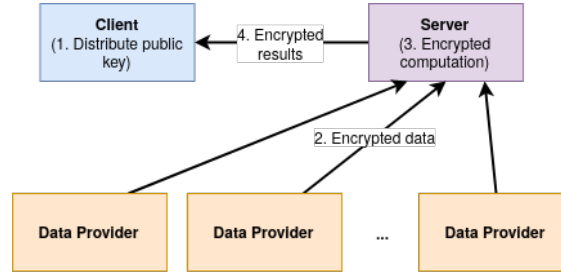 Client
(1. Distribute public
key)
4. Encrypted
results
Server
(3. Encrypted
computation)
2. Encrypted data
Data Provider
Data Provider
...
Data Provider